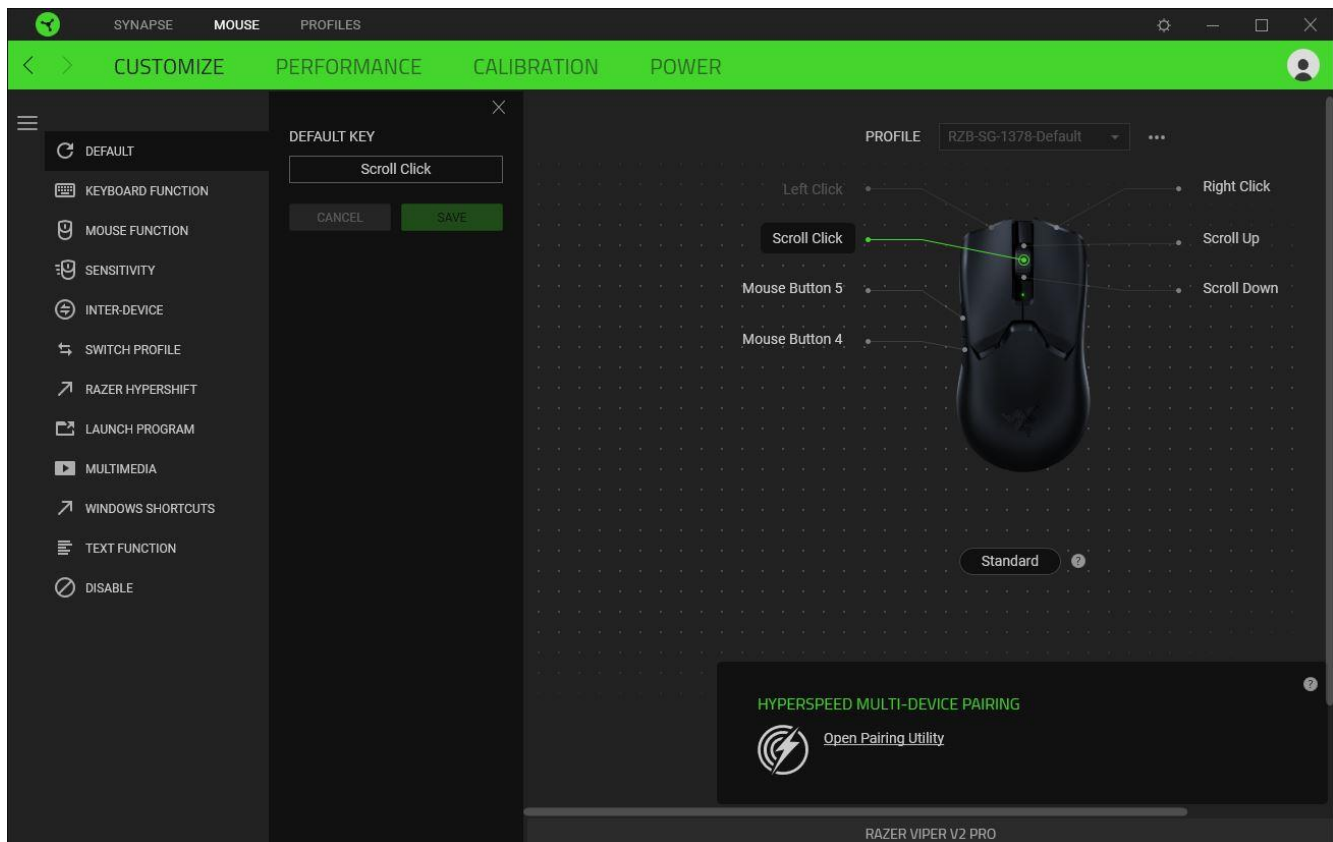 SYNAPSE MOUSE PROFILES
CUSTOMIZE PERFORMANCE CALIBRATION POWER
DEFAULT
KEYBOARD FUNCTION
MOUSE FUNCTION
SENSITIVITY
INTER-DEVICE
SWITCH PROFILE
RAZER HYPERSHIFT
LAUNCH PROGRAM
MULTIMEDIA
WINDOWS SHORTCUTS
TEXT FUNCTION
DISABLE
DEFAULT KEY
Scroll Click
CANCEL SAVE
PROFILE RZB-SG-1378-Default
Left Click
Scroll Click
Mouse Button 5
Mouse Button 4
Right Click
Scroll Up
Scroll Down
Standard ?
?
HYPERSPEED MULTI-DEVICE PAIRING
Open Pairing Utility
RAZER VIPER V2 PRO